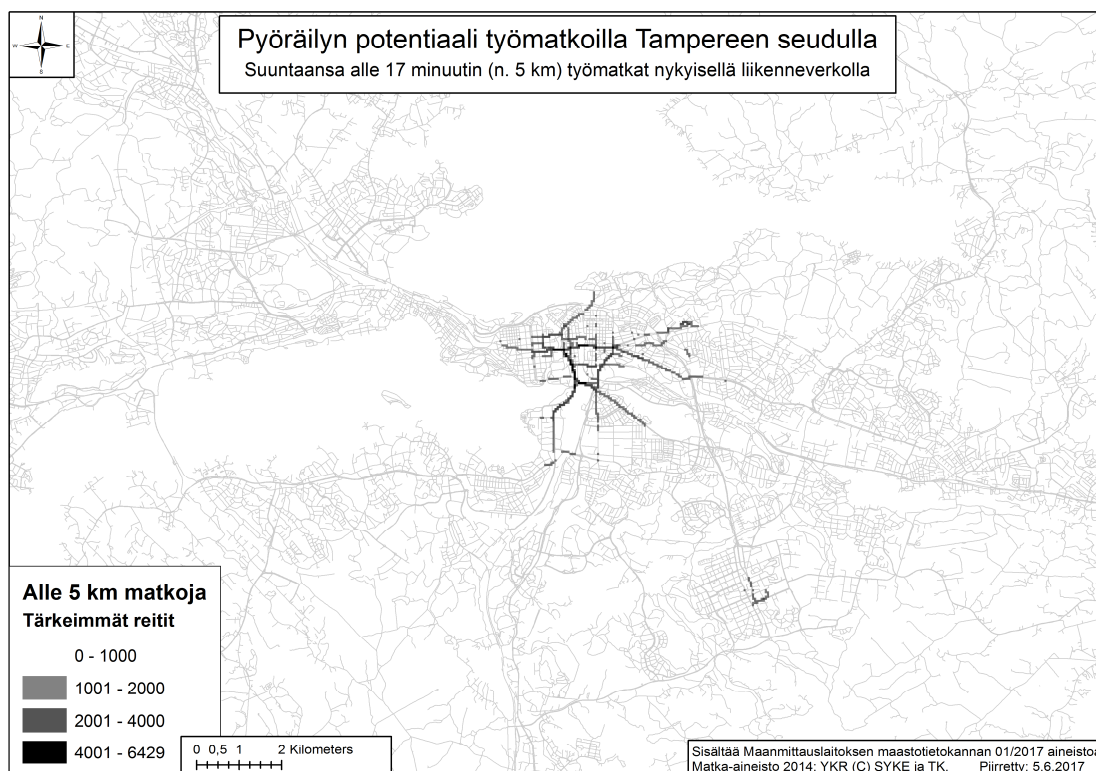 N
W E
S
Pyöräilyn potentiaali työmatkoilla Tampereen seudulla
Suuntaansa alle 17 minuutin (n. 5 km) työmatkat nykyisellä liikenneverkolla
Alle 5 km matkoja
Tärkeimmät reitit
0 - 1000
1001 - 2000
2001 - 4000
4001 - 6429
0 0,5 1 2 Kilometers
Sisältää Maanmittauslaitoksen maastotietokannan 01/2017 aineistoa
Matka-aineisto 2014: YKR (C) SYKE ja TK. Piirretty: 5.6.2017